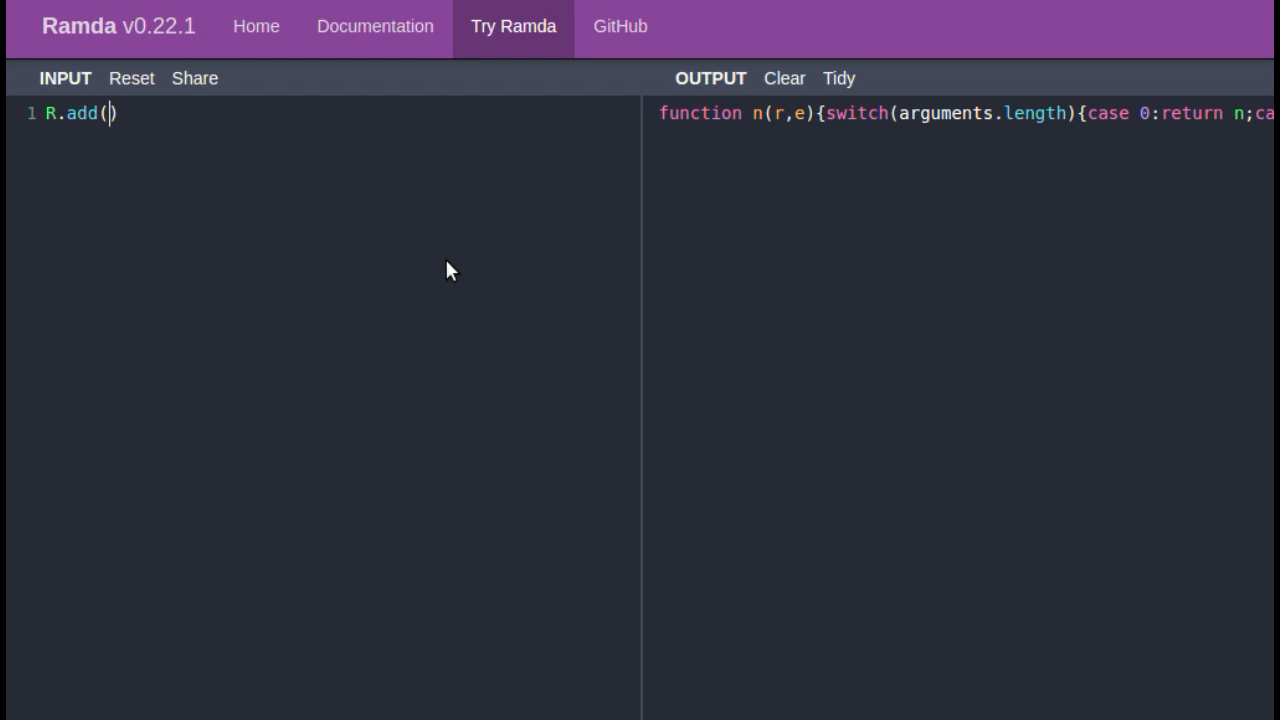 Ramda v0.22.1 Home Documentation Try Ramda GitHub
INPUT Reset Share OUTPUT Clear Tidy
1 R.add()
function n(r,e){switch(arguments.length){case 0:return n;ca